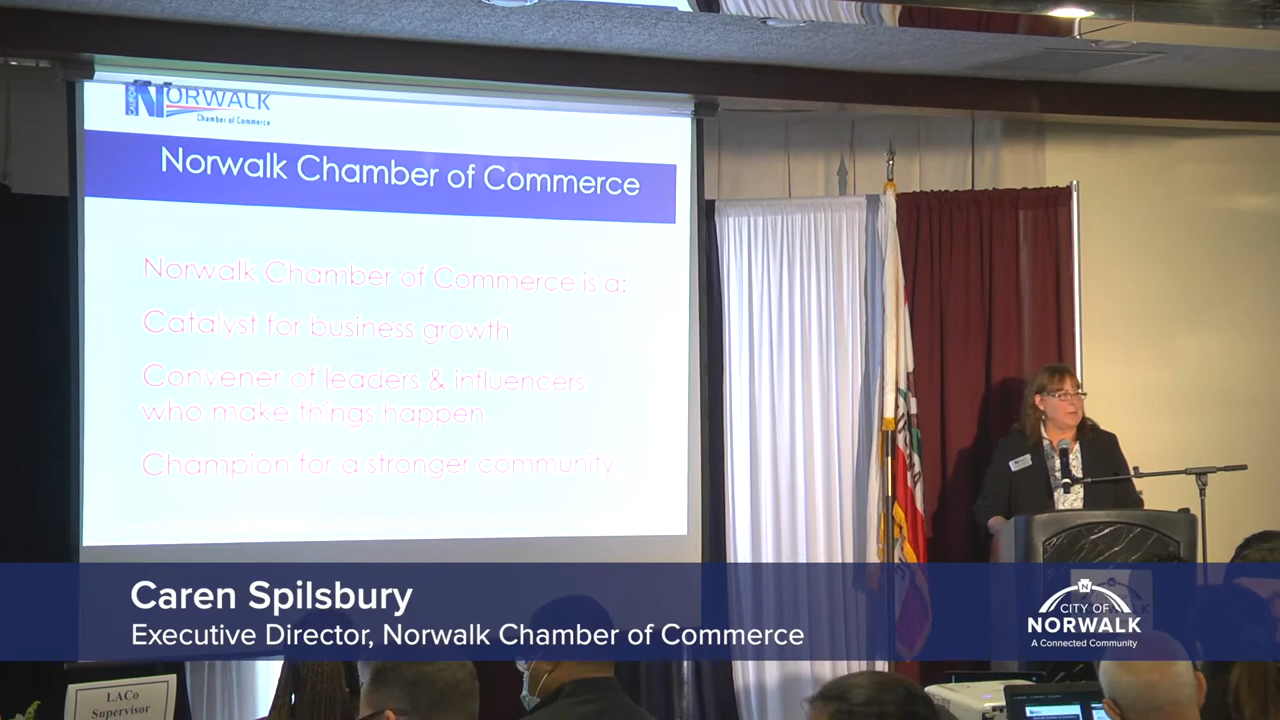 NORWALK
Chamber of Commerce
Norwalk Chamber of Commerce
Norwalk Chamber of Commerce is a:
Catalyst for business growth
Convener of leaders & influencers
who make things happen
Champion for a stronger community
Caren Spilsbury
Executive Director, Norwalk Chamber of Commerce
N
CITY OF
NORWALK
A Connected Community
LACo
Supervisor